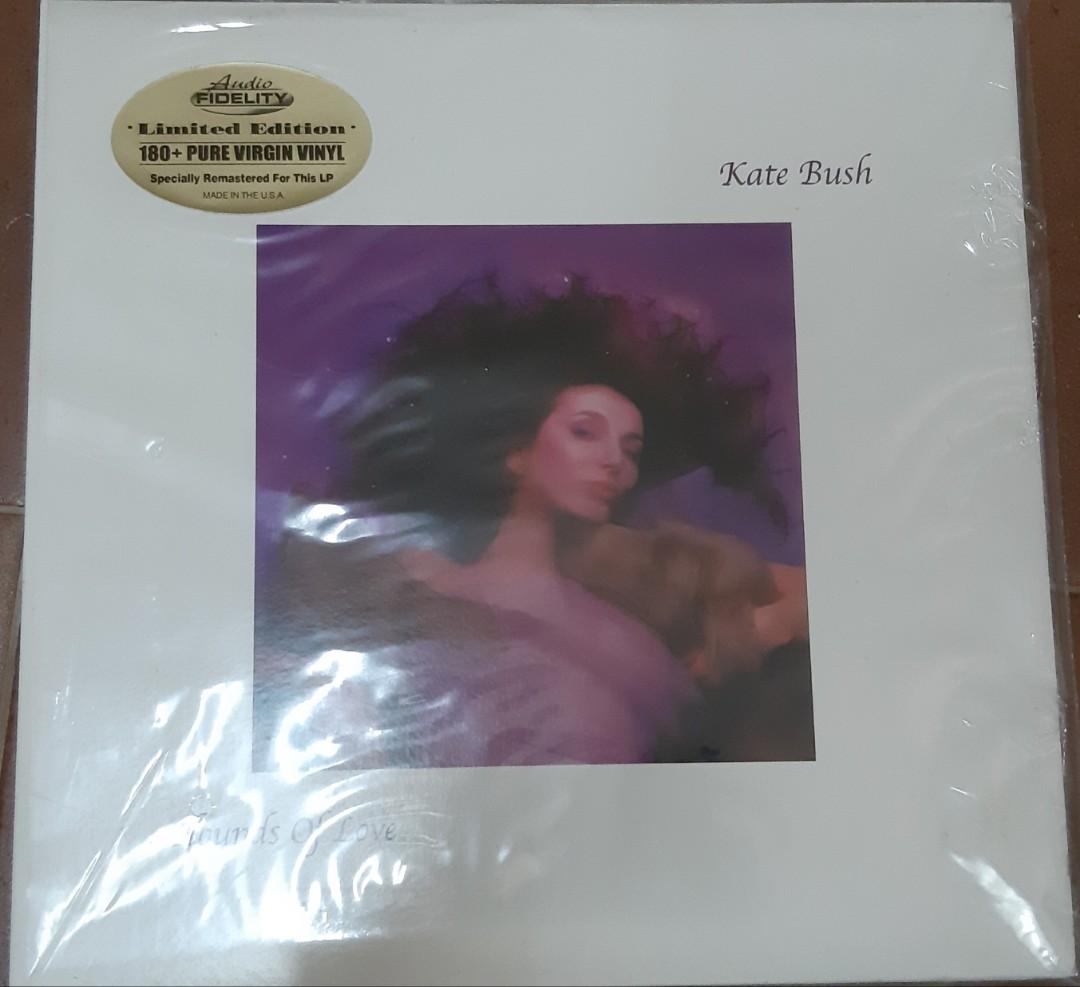 Audio
FIDELITY
· Limited Edition ·
180+ PURE VIRGIN VINYL
Specially Remastered For This LP
MADE IN THE U.S.A.
Kate Bush
Of Love